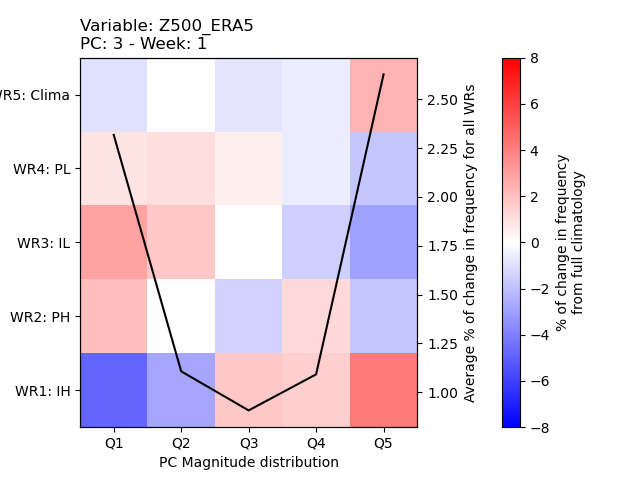 Variable: Z500_ERA5
PC: 3 - Week: 1
WR5: Clima
WR4: PL
WR3: IL
WR2: PH
WR1: IH
Q1 Q2 Q3 Q4 Q5
PC Magnitude distribution
2.50
2.25
2.00
1.75
1.50
1.25
1.00
Average % of change in frequency for all WRs
8
6
4
2
0
−2
−4
−6
−8
% of change in frequency
from full climatology